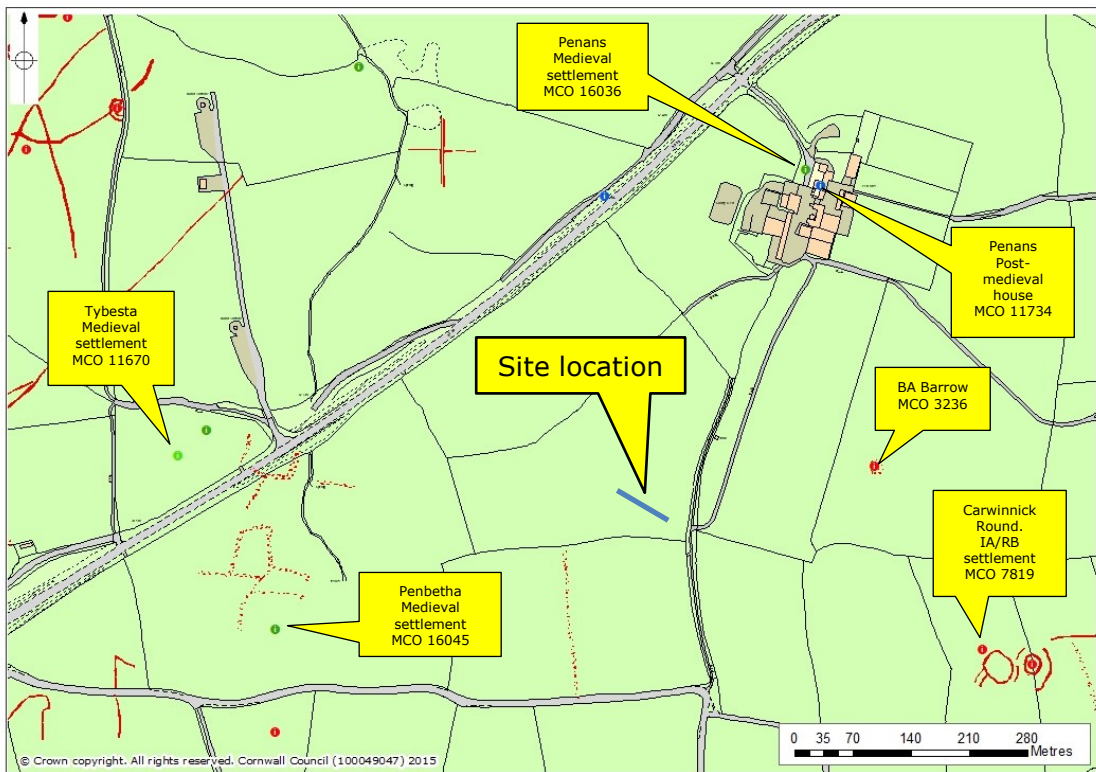 Penans
Medieval
settlement
MCO 16036
Penans
Post-
medieval
house
MCO 11734
Tybesta
Medieval
settlement
MCO 11670
Site location
BA Barrow
MCO 3236
Carwinnick
Round.
IA/RB
settlement
MCO 7819
Penbetha
Medieval
settlement
MCO 16045
0 35 70 140 210 280
Metres
© Crown copyright. All rights reserved. Cornwall Council (100049047) 2015